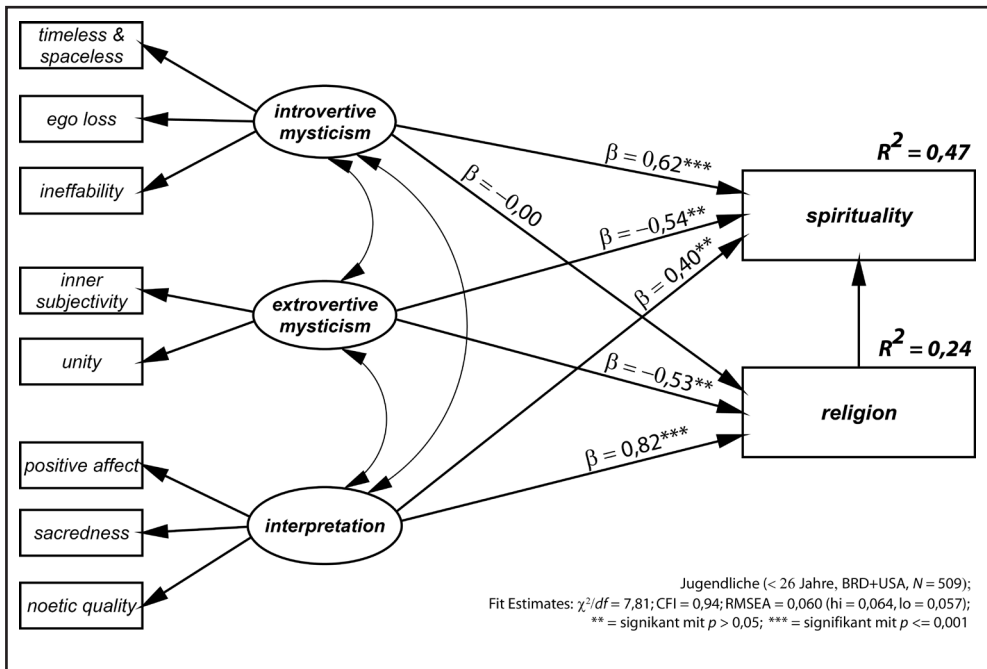 timeless &
spaceless
ego loss
ineffability
inner
subjectivity
unity
positive affect
sacredness
noetic quality
introvertive
mysticism
extrovertive
mysticism
interpretation
β = 0,62***
β = –0,00
β = –0,54**
β = 0,40**
β = –0,53**
β = 0,82***
R² = 0,47
spirituality
R² = 0,24
religion
Jugendliche (< 26 Jahre, BRD+USA, N = 509);
Fit Estimates: χ²/df = 7,81; CFI = 0,94; RMSEA = 0,060 (hi = 0,064, lo = 0,057);
** = signikant mit p > 0,05; *** = signifikant mit p <= 0,001